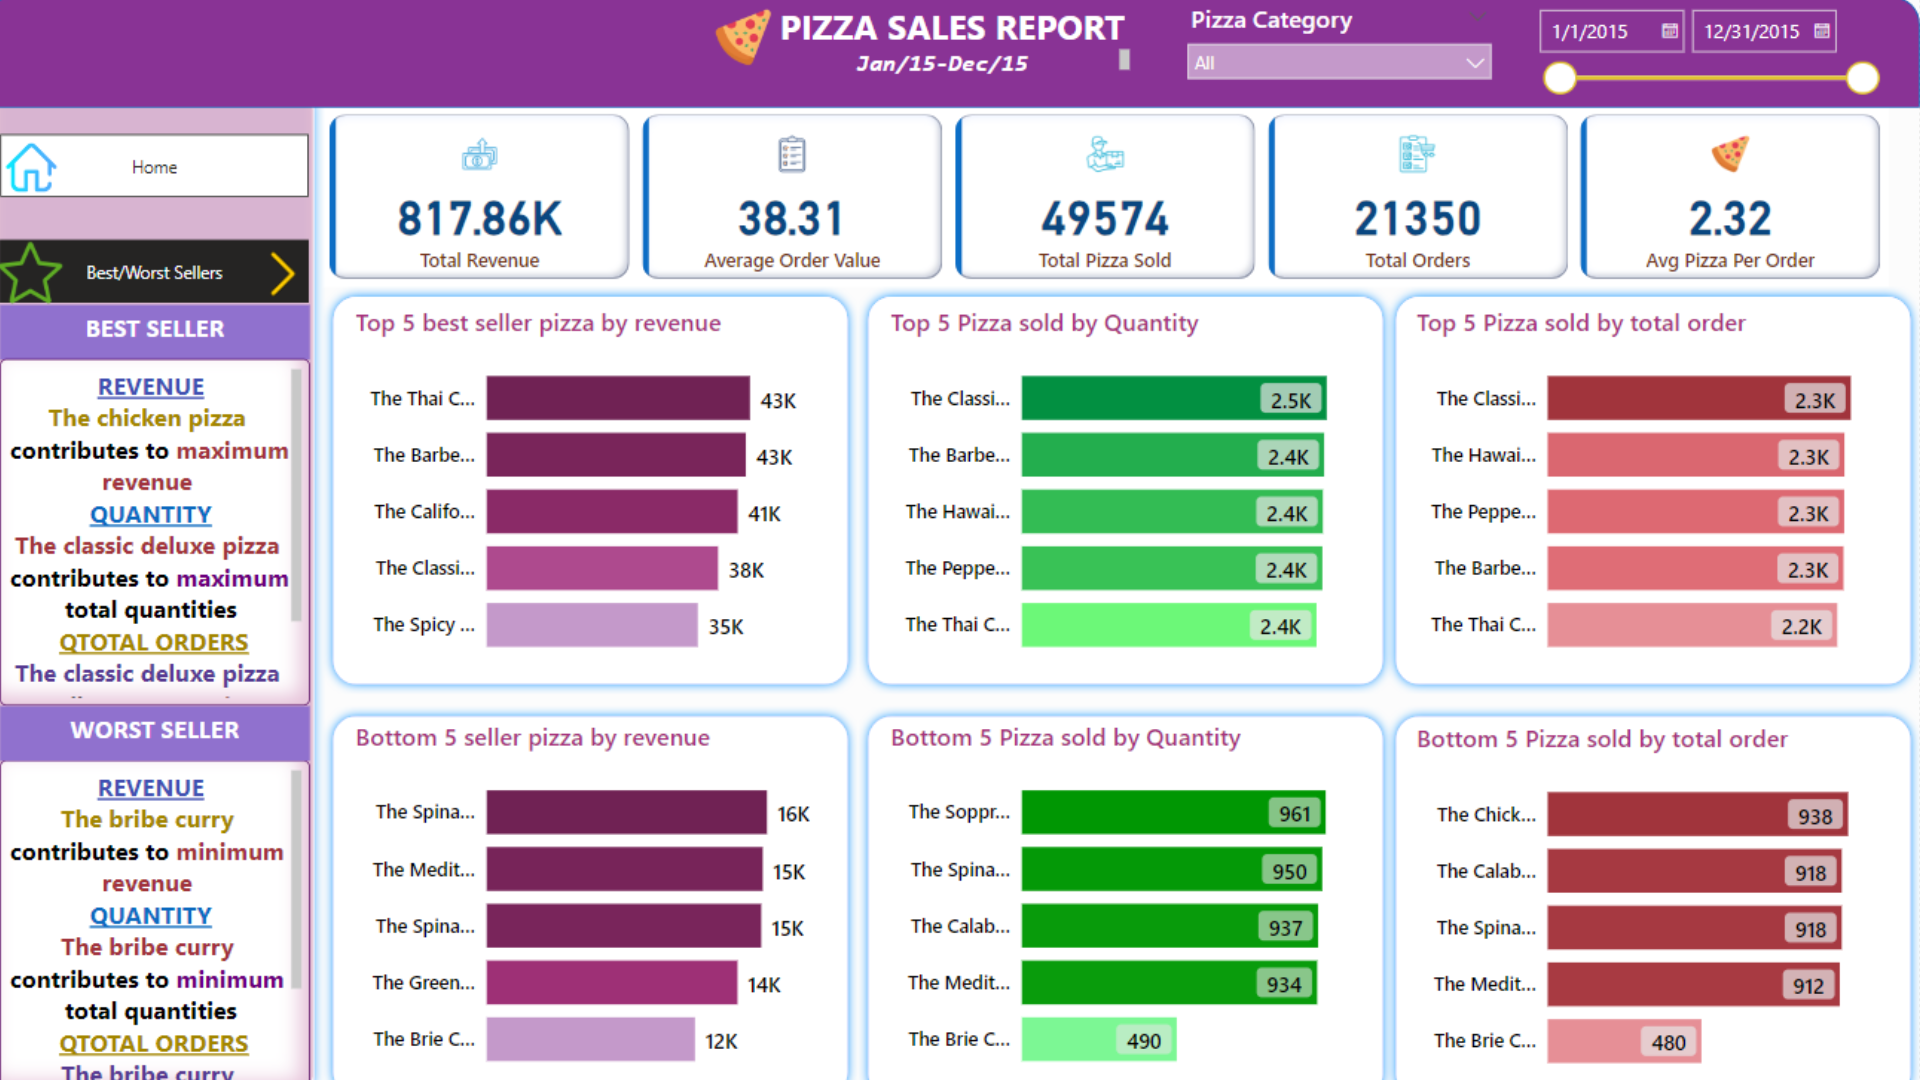 PIZZA SALES REPORT
Jan/15-Dec/15
Pizza Category
All
1/1/2015
12/31/2015
Home
Best/Worst Sellers
BEST SELLER
REVENUE
The chicken pizza
contributes to maximum
revenue
QUANTITY
The classic deluxe pizza
contributes to maximum
total quantities
QTOTAL ORDERS
The classic deluxe pizza
WORST SELLER
REVENUE
The bribe curry
contributes to minimum
revenue
QUANTITY
The bribe curry
contributes to minimum
total quantities
QTOTAL ORDERS
The bribe curry
817.86K
Total Revenue
38.31
Average Order Value
49574
Total Pizza Sold
21350
Total Orders
2.32
Avg Pizza Per Order
Top 5 best seller pizza by revenue
The Thai C... 43K
The Barbe... 43K
The Califo... 41K
The Classi... 38K
The Spicy ... 35K
Top 5 Pizza sold by Quantity
The Classi... 2.5K
The Barbe... 2.4K
The Hawai... 2.4K
The Peppe... 2.4K
The Thai C... 2.4K
Top 5 Pizza sold by total order
The Classi... 2.3K
The Hawai... 2.3K
The Peppe... 2.3K
The Barbe... 2.3K
The Thai C... 2.2K
Bottom 5 seller pizza by revenue
The Spina... 16K
The Medit... 15K
The Spina... 15K
The Green... 14K
The Brie C... 12K
Bottom 5 Pizza sold by Quantity
The Soppr... 961
The Spina... 950
The Calab... 937
The Medit... 934
The Brie C... 490
Bottom 5 Pizza sold by total order
The Chick... 938
The Calab... 918
The Spina... 918
The Medit... 912
The Brie C... 480